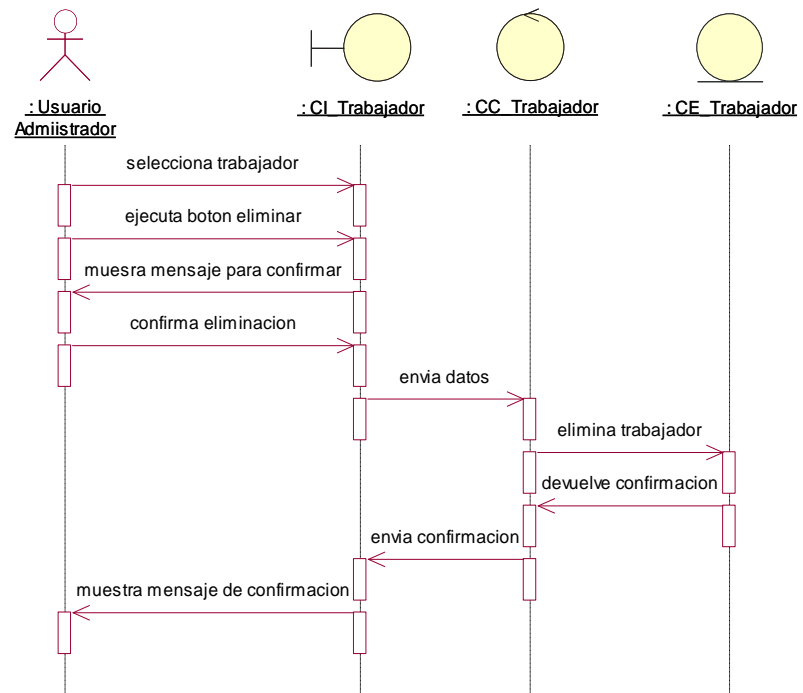 : Usuario
Admiistrador
: CI_Trabajador
: CC_Trabajador
: CE_Trabajador
selecciona trabajador
ejecuta boton eliminar
muesra mensaje para confirmar
confirma eliminacion
envia datos
elimina trabajador
devuelve confirmacion
envia confirmacion
muestra mensaje de confirmacion